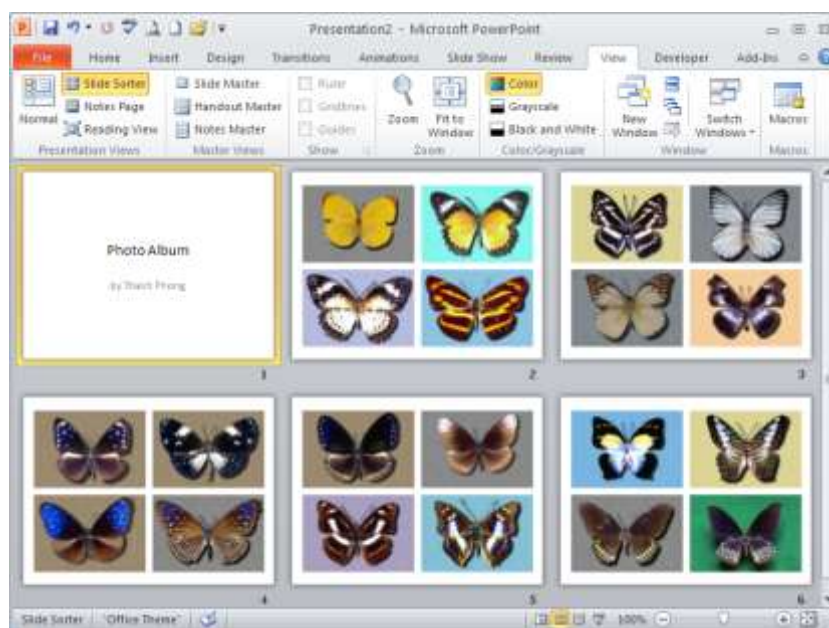 Presentation2 - Microsoft PowerPoint
File Home Insert Design Transitions Animations Slide Show Review View Developer Add-Ins
Normal
Slide Sorter
Notes Page
Reading View
Presentation Views
Slide Master
Handout Master
Notes Master
Master Views
Ruler
Gridlines
Guides
Show
Zoom
Fit to
Window
Zoom
Color
Grayscale
Black and White
Color/Grayscale
New
Window
Switch
Windows
Window
Macros
Macros
Photo Album
by Thạch Phong
1
2
3
4
5
6
Slide Sorter "Office Theme" 100%